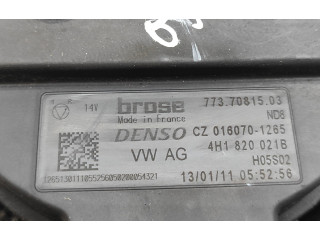 14V brose 773.70815.03
Made in France ND8
DENSO CZ 016070-1265
VW AG 4H1 820 021B
H05S02
13/01/11 05:52:56